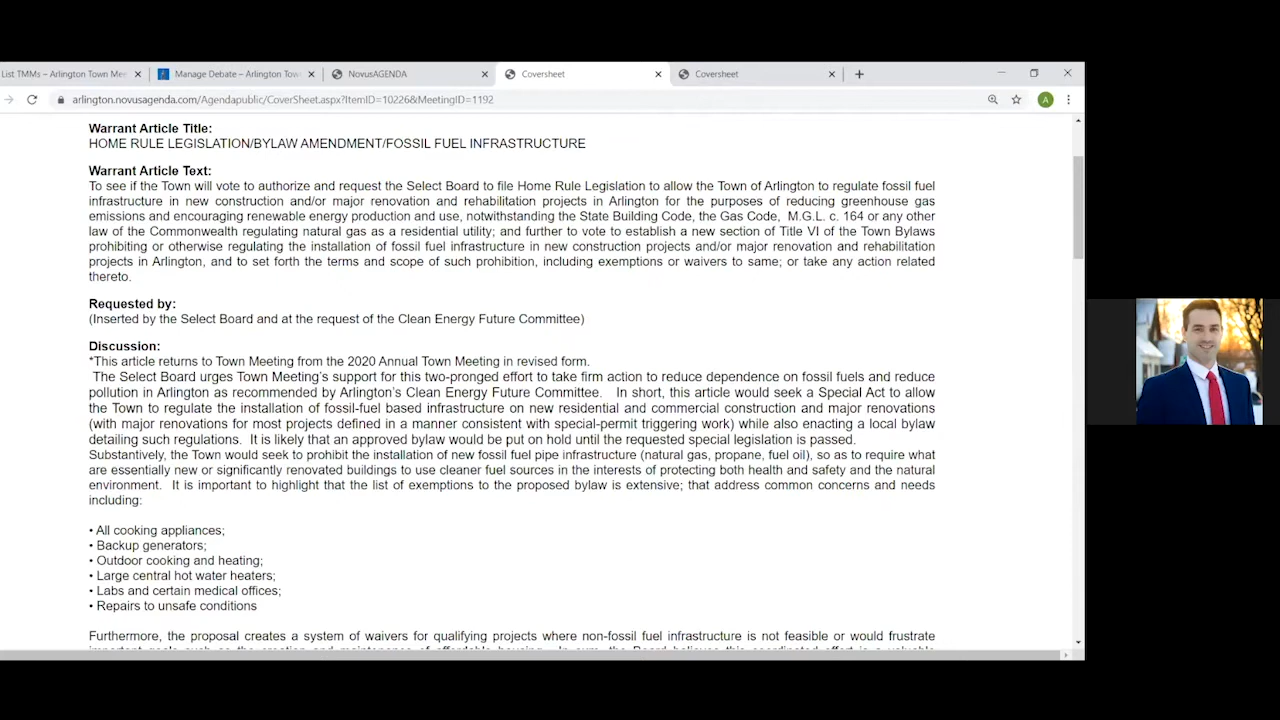 List TMMs – Arlington Town Mee
Manage Debate – Arlington Tow
NovusAGENDA
Coversheet
Coversheet
arlington.novusagenda.com/Agendapublic/CoverSheet.aspx?ItemID=10226&MeetingID=1192
A
Warrant Article Title:
HOME RULE LEGISLATION/BYLAW AMENDMENT/FOSSIL FUEL INFRASTRUCTURE
Warrant Article Text:
To see if the Town will vote to authorize and request the Select Board to file Home Rule Legislation to allow the Town of Arlington to regulate fossil fuel
infrastructure in new construction and/or major renovation and rehabilitation projects in Arlington for the purposes of reducing greenhouse gas
emissions and encouraging renewable energy production and use, notwithstanding the State Building Code, the Gas Code, M.G.L. c. 164 or any other
law of the Commonwealth regulating natural gas as a residential utility; and further to vote to establish a new section of Title VI of the Town Bylaws
prohibiting or otherwise regulating the installation of fossil fuel infrastructure in new construction projects and/or major renovation and rehabilitation
projects in Arlington, and to set forth the terms and scope of such prohibition, including exemptions or waivers to same; or take any action related
thereto.
Requested by:
(Inserted by the Select Board and at the request of the Clean Energy Future Committee)
Discussion:
*This article returns to Town Meeting from the 2020 Annual Town Meeting in revised form.
The Select Board urges Town Meeting's support for this two-pronged effort to take firm action to reduce dependence on fossil fuels and reduce
pollution in Arlington as recommended by Arlington's Clean Energy Future Committee. In short, this article would seek a Special Act to allow
the Town to regulate the installation of fossil-fuel based infrastructure on new residential and commercial construction and major renovations
(with major renovations for most projects defined in a manner consistent with special-permit triggering work) while also enacting a local bylaw
detailing such regulations. It is likely that an approved bylaw would be put on hold until the requested special legislation is passed.
Substantively, the Town would seek to prohibit the installation of new fossil fuel pipe infrastructure (natural gas, propane, fuel oil), so as to require what
are essentially new or significantly renovated buildings to use cleaner fuel sources in the interests of protecting both health and safety and the natural
environment. It is important to highlight that the list of exemptions to the proposed bylaw is extensive; that address common concerns and needs
including:
• All cooking appliances;
• Backup generators;
• Outdoor cooking and heating;
• Large central hot water heaters;
• Labs and certain medical offices;
• Repairs to unsafe conditions
Furthermore, the proposal creates a system of waivers for qualifying projects where non-fossil fuel infrastructure is not feasible or would frustrate